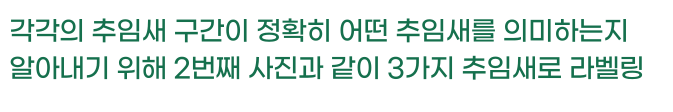 각각의 추임새 구간이 정확히 어떤 추임새를 의미하는지
알아내기 위해 2번째 사진과 같이 3가지 추임새로 라벨링